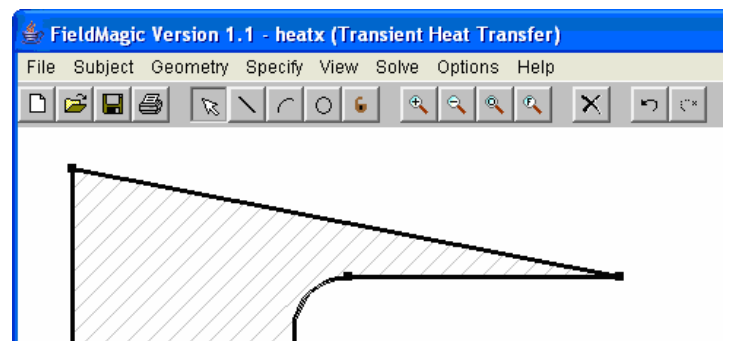 FieldMagic Version 1.1 - heatx (Transient Heat Transfer)
File Subject Geometry Specify View Solve Options Help